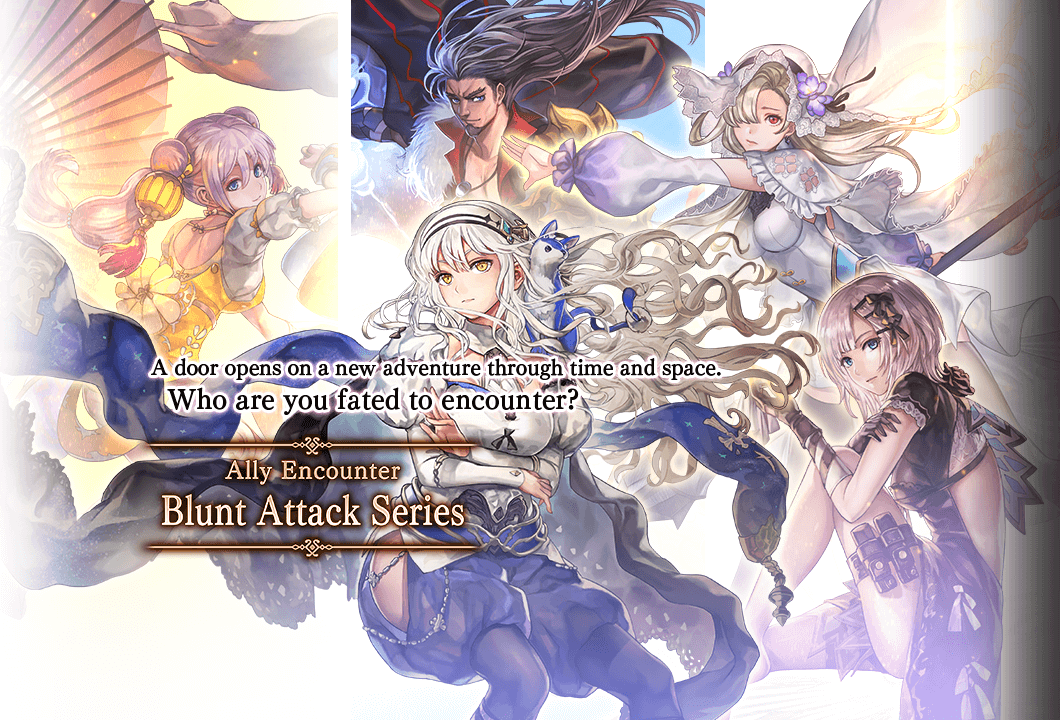 A door opens on a new adventure through time and space.
Who are you fated to encounter?
Ally Encounter
Blunt Attack Series